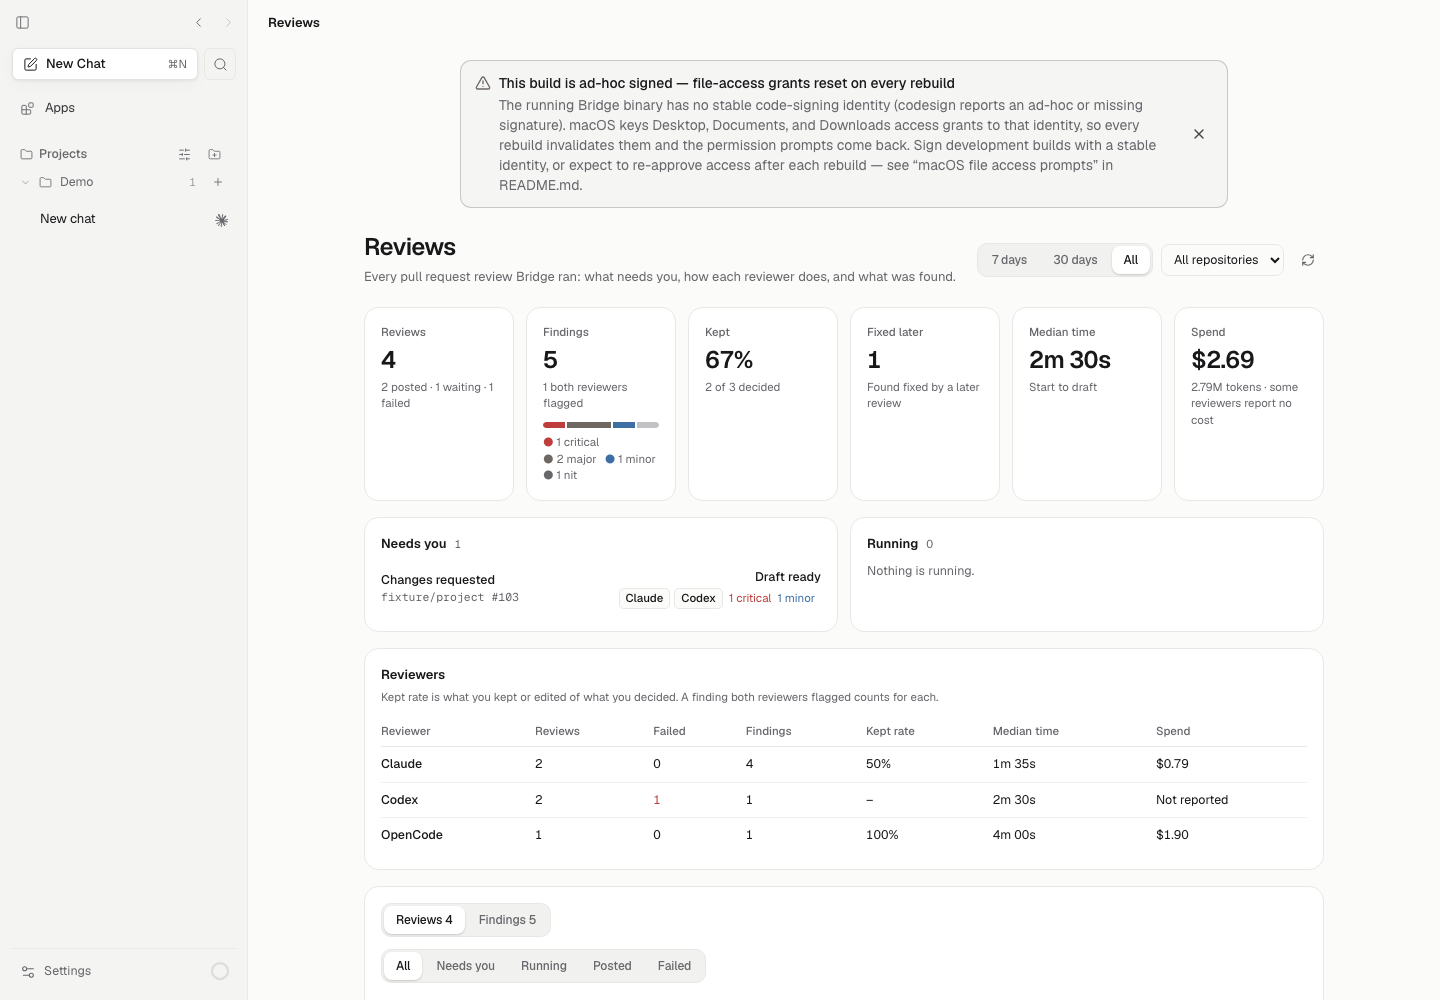 Reviews
New Chat ⌘N
Apps
Projects
Demo 1
New chat
Settings
This build is ad-hoc signed — file-access grants reset on every rebuild
The running Bridge binary has no stable code-signing identity (codesign reports an ad-hoc or missing
signature). macOS keys Desktop, Documents, and Downloads access grants to that identity, so every
rebuild invalidates them and the permission prompts come back. Sign development builds with a stable
identity, or expect to re-approve access after each rebuild — see “macOS file access prompts” in
README.md.
Reviews
Every pull request review Bridge ran: what needs you, how each reviewer does, and what was found.
7 days 30 days All All repositories
Reviews
4
2 posted · 1 waiting · 1
failed
Findings
5
1 both reviewers
flagged
1 critical
2 major 1 minor
1 nit
Kept
67%
2 of 3 decided
Fixed later
1
Found fixed by a later
review
Median time
2m 30s
Start to draft
Spend
$2.69
2.79M tokens · some
reviewers report no
cost
Needs you 1
Changes requested
fixture/project #103
Draft ready
Claude Codex 1 critical 1 minor
Running 0
Nothing is running.
Reviewers
Kept rate is what you kept or edited of what you decided. A finding both reviewers flagged counts for each.
Reviewer Reviews Failed Findings Kept rate Median time Spend
Claude 2 0 4 50% 1m 35s $0.79
Codex 2 1 1 – 2m 30s Not reported
OpenCode 1 0 1 100% 4m 00s $1.90
Reviews 4 Findings 5
All Needs you Running Posted Failed